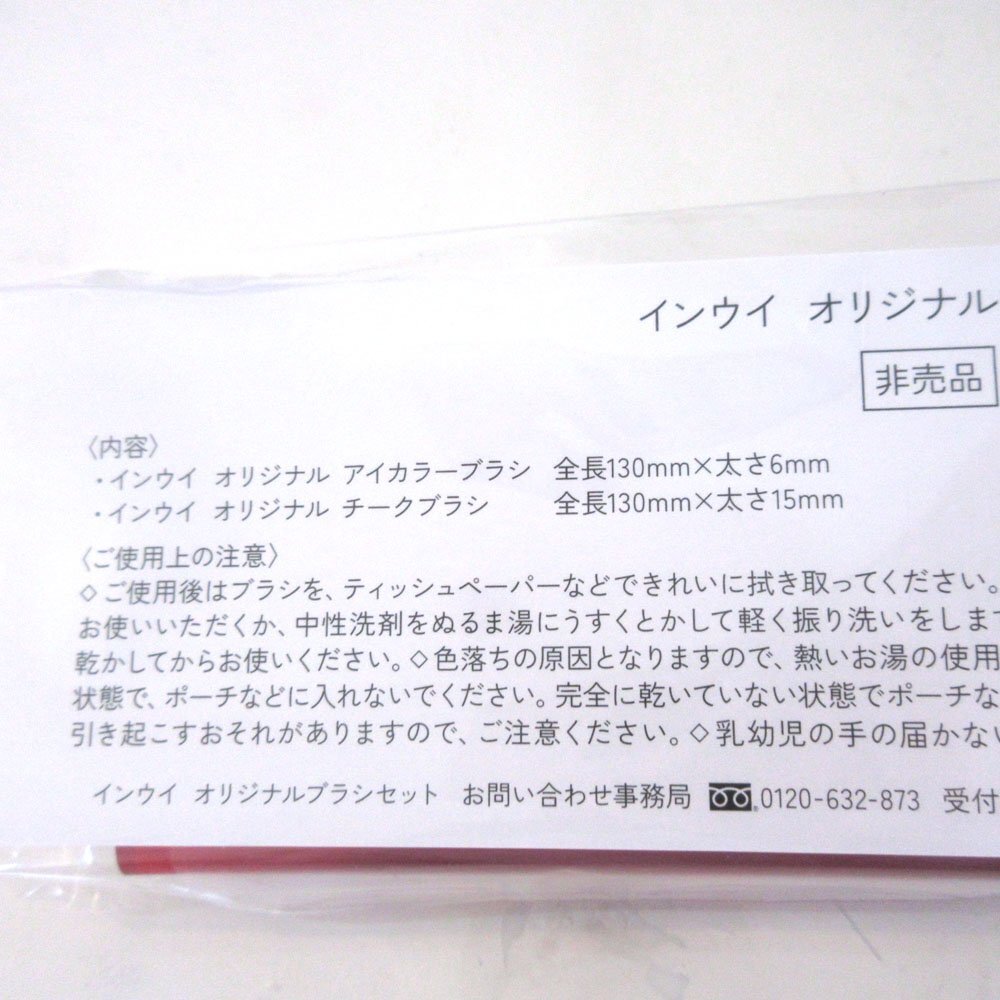 インウイ オリジナル
非売品
〈内容〉
・インウイ オリジナル アイカラーブラシ 全長130mm×太さ6mm
・インウイ オリジナル チークブラシ 全長130mm×太さ15mm
〈ご使用上の注意〉
◇ご使用後はブラシを、ティッシュペーパーなどできれいに拭き取ってください。
お使いいただくか、中性洗剤をぬるま湯にうすくとかして軽く振り洗いをします
乾かしてからお使いください。◇色落ちの原因となりますので、熱いお湯の使用
状態で、ポーチなどに入れないでください。完全に乾いていない状態でポーチな
引き起こすおそれがありますので、ご注意ください。◇乳幼児の手の届かない
インウイ オリジナルブラシセット お問い合わせ事務局 0120-632-873 受付